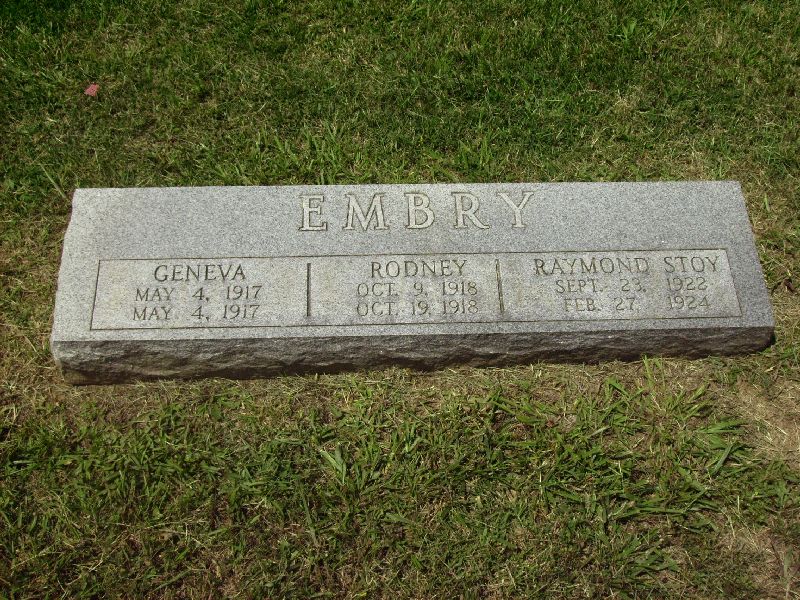 EMBRY
GENEVA
MAY 4, 1917
MAY 4, 1917
RODNEY
OCT. 9, 1918
OCT. 19, 1918
RAYMOND STOY
SEPT. 23, 1922
FEB. 27, 1924